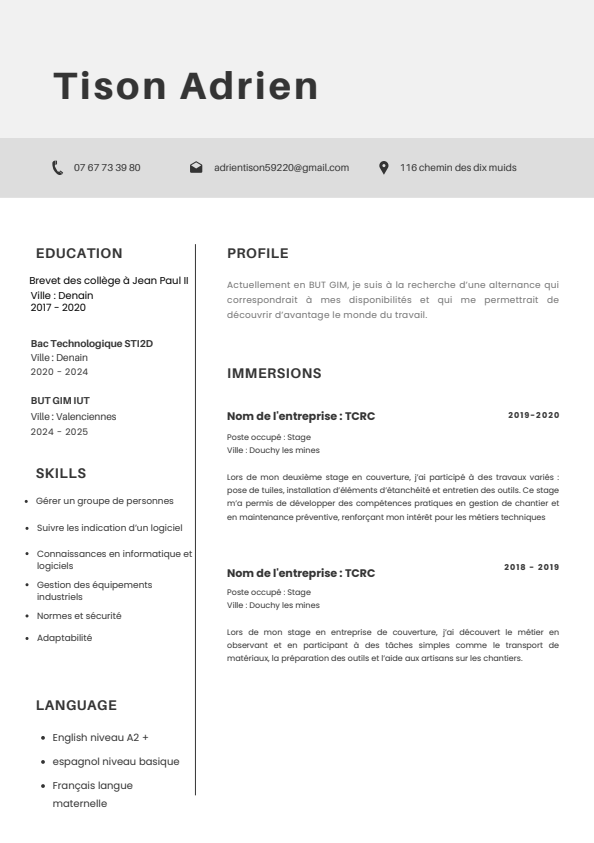 Tison Adrien
07 67 73 39 80
adrientison59220@gmail.com
116 chemin des dix muids
EDUCATION
Brevet des collège à Jean Paul II
Ville : Denain
2017 - 2020
Bac Technologique STI2D
Ville : Denain
2020 - 2024
BUT GIM IUT
Ville : Valenciennes
2024 - 2025
SKILLS
• Gérer un groupe de personnes
• Suivre les indication d'un logiciel
• Connaissances en informatique et
logiciels
• Gestion des équipements
industriels
• Normes et sécurité
• Adaptabilité
LANGUAGE
• English niveau A2 +
• espagnol niveau basique
• Français langue
maternelle
PROFILE
Actuellement en BUT GIM, je suis à la recherche d'une alternance qui
correspondrait à mes disponibilités et qui me permettrait de
découvrir d'avantage le monde du travail.
IMMERSIONS
Nom de l'entreprise : TCRC
2019-2020
Poste occupé : Stage
Ville : Douchy les mines
Lors de mon deuxième stage en couverture, j'ai participé à des travaux variés :
pose de tuiles, installation d'éléments d'étanchéité et entretien des outils. Ce stage
m'a permis de développer des compétences pratiques en gestion de chantier et
en maintenance préventive, renforçant mon intérêt pour les métiers techniques
Nom de l'entreprise : TCRC
2018 - 2019
Poste occupé : Stage
Ville : Douchy les mines
Lors de mon stage en entreprise de couverture, j'ai découvert le métier en
observant et en participant à des tâches simples comme le transport de
matériaux, la préparation des outils et l'aide aux artisans sur les chantiers.